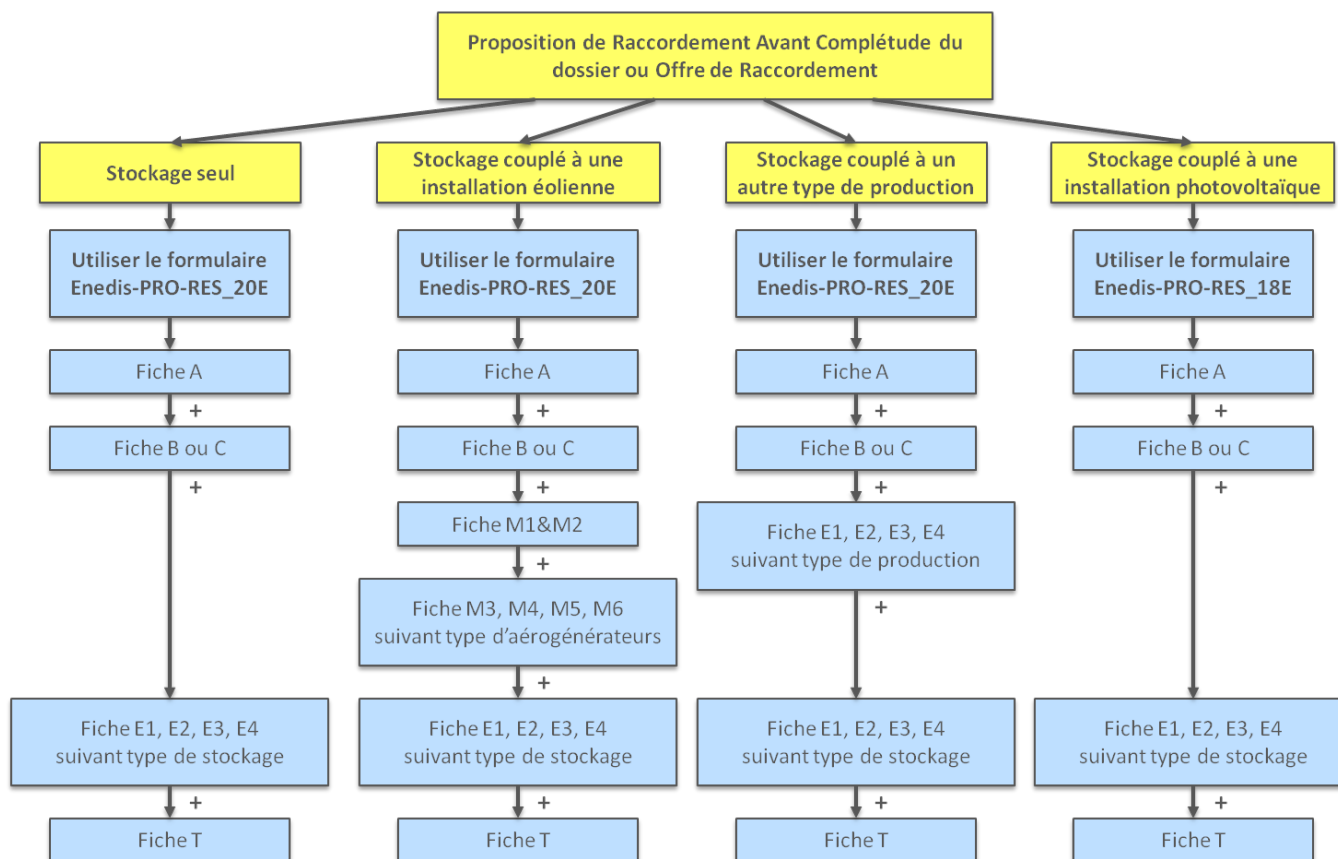 Proposition de Raccordement Avant Complétude du
dossier ou Offre de Raccordement
Stockage seul
Stockage couplé à une
installation éolienne
Stockage couplé à un
autre type de production
Stockage couplé à une
installation photovoltaïque
Utiliser le formulaire
Enedis-PRO-RES_20E
Utiliser le formulaire
Enedis-PRO-RES_20E
Utiliser le formulaire
Enedis-PRO-RES_20E
Utiliser le formulaire
Enedis-PRO-RES_18E
Fiche A
Fiche A
Fiche A
Fiche A
+
+
+
+
Fiche B ou C
Fiche B ou C
Fiche B ou C
Fiche B ou C
+
+
+
+
Fiche M1&M2
Fiche E1, E2, E3, E4
suivant type de production
+
+
Fiche M3, M4, M5, M6
suivant type d’aérogénérateurs
+
Fiche E1, E2, E3, E4
suivant type de stockage
Fiche E1, E2, E3, E4
suivant type de stockage
Fiche E1, E2, E3, E4
suivant type de stockage
Fiche E1, E2, E3, E4
suivant type de stockage
+
+
+
+
Fiche T
Fiche T
Fiche T
Fiche T